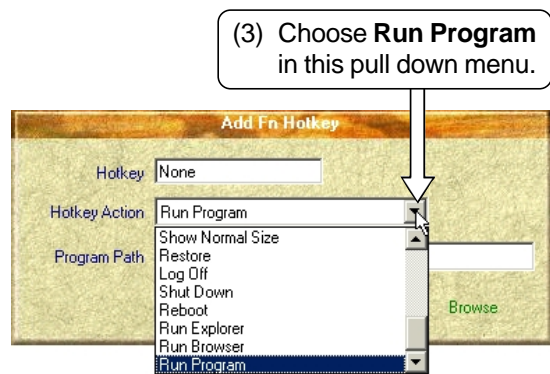 (3) Choose Run Program
in this pull down menu.
Add Fn Hotkey
Hotkey None
Hotkey Action Run Program
Show Normal Size
Program Path Restore
Log Off
Shut Down
Reboot
Browse
Run Explorer
Run Browser
Run Program